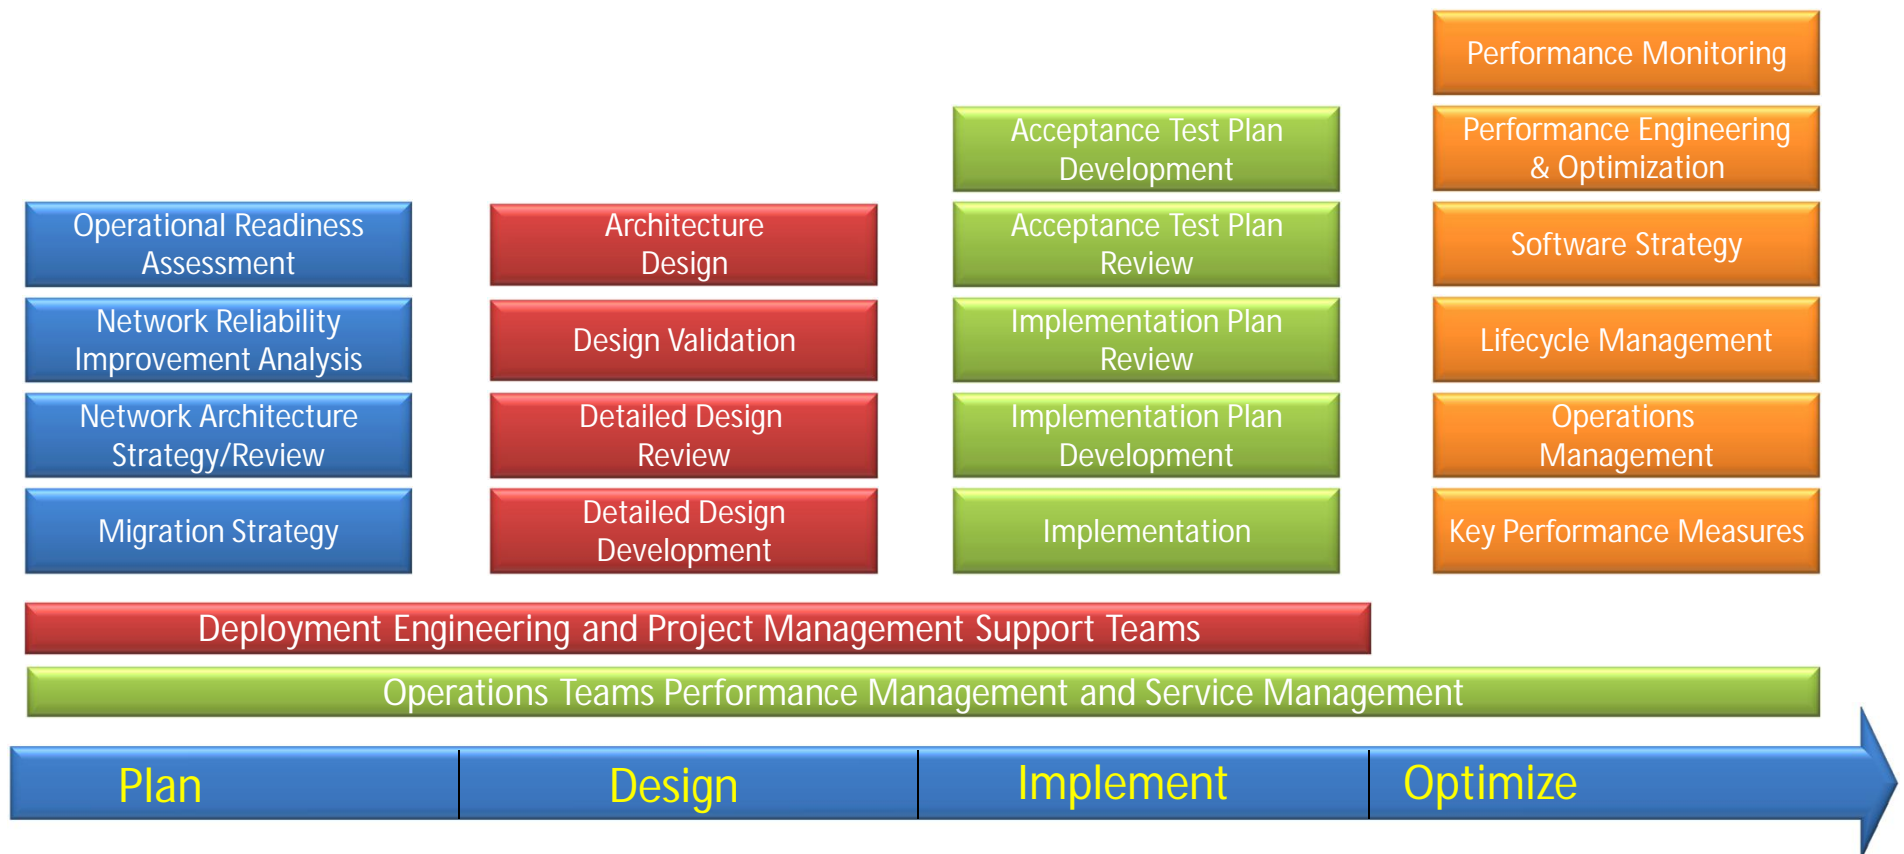 Operational Readiness
Assessment
Network Reliability
Improvement Analysis
Network Architecture
Strategy/Review
Migration Strategy
Architecture
Design
Design Validation
Detailed Design
Review
Detailed Design
Development
Acceptance Test Plan
Development
Acceptance Test Plan
Review
Implementation Plan
Review
Implementation Plan
Development
Implementation
Performance Monitoring
Performance Engineering
& Optimization
Software Strategy
Lifecycle Management
Operations
Management
Key Performance Measures
Deployment Engineering and Project Management Support Teams
Operations Teams Performance Management and Service Management
Plan
Design
Implement
Optimize